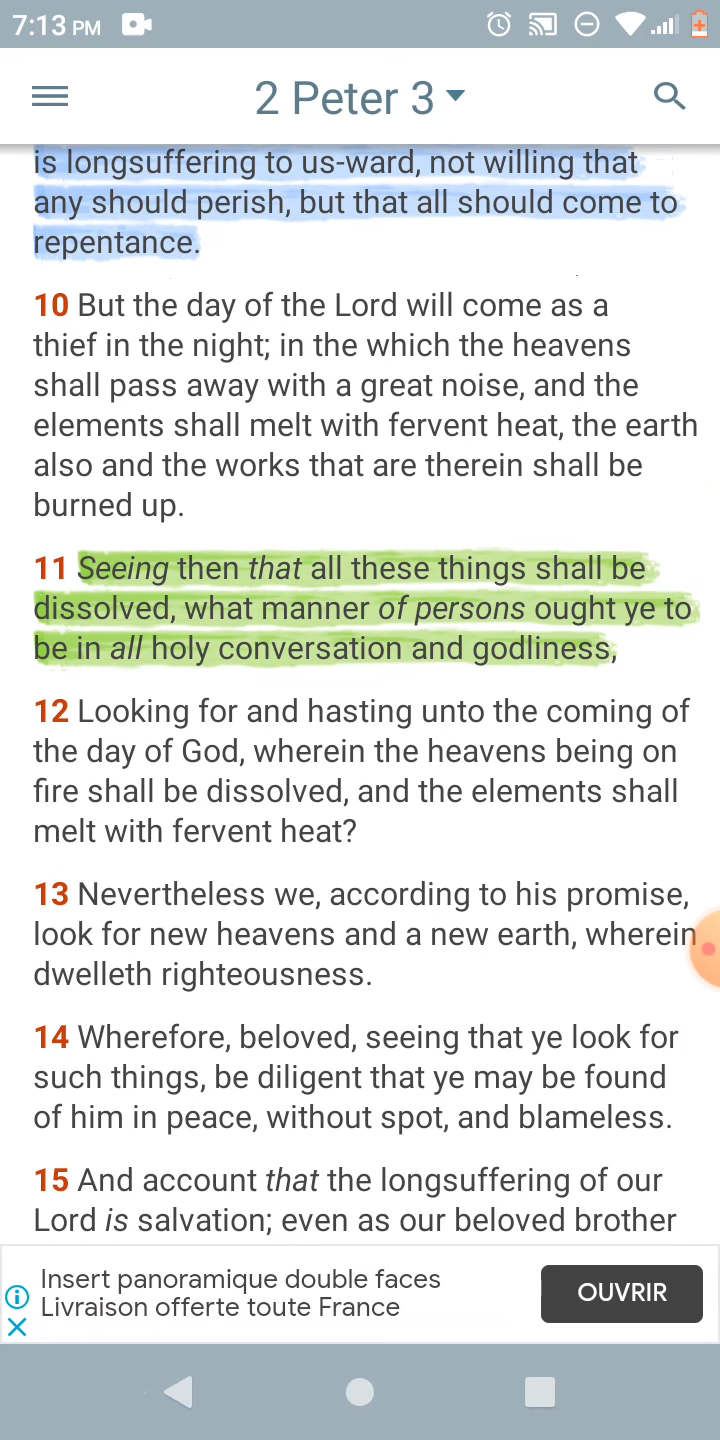 7:13 PM
2 Peter 3
is longsuffering to us-ward, not willing that
any should perish, but that all should come to
repentance.
10 But the day of the Lord will come as a
thief in the night; in the which the heavens
shall pass away with a great noise, and the
elements shall melt with fervent heat, the earth
also and the works that are therein shall be
burned up.
11 Seeing then that all these things shall be
dissolved, what manner of persons ought ye to
be in all holy conversation and godliness,
12 Looking for and hasting unto the coming of
the day of God, wherein the heavens being on
fire shall be dissolved, and the elements shall
melt with fervent heat?
13 Nevertheless we, according to his promise,
look for new heavens and a new earth, wherein
dwelleth righteousness.
14 Wherefore, beloved, seeing that ye look for
such things, be diligent that ye may be found
of him in peace, without spot, and blameless.
15 And account that the longsuffering of our
Lord is salvation; even as our beloved brother
Insert panoramique double faces
Livraison offerte toute France
OUVRIR